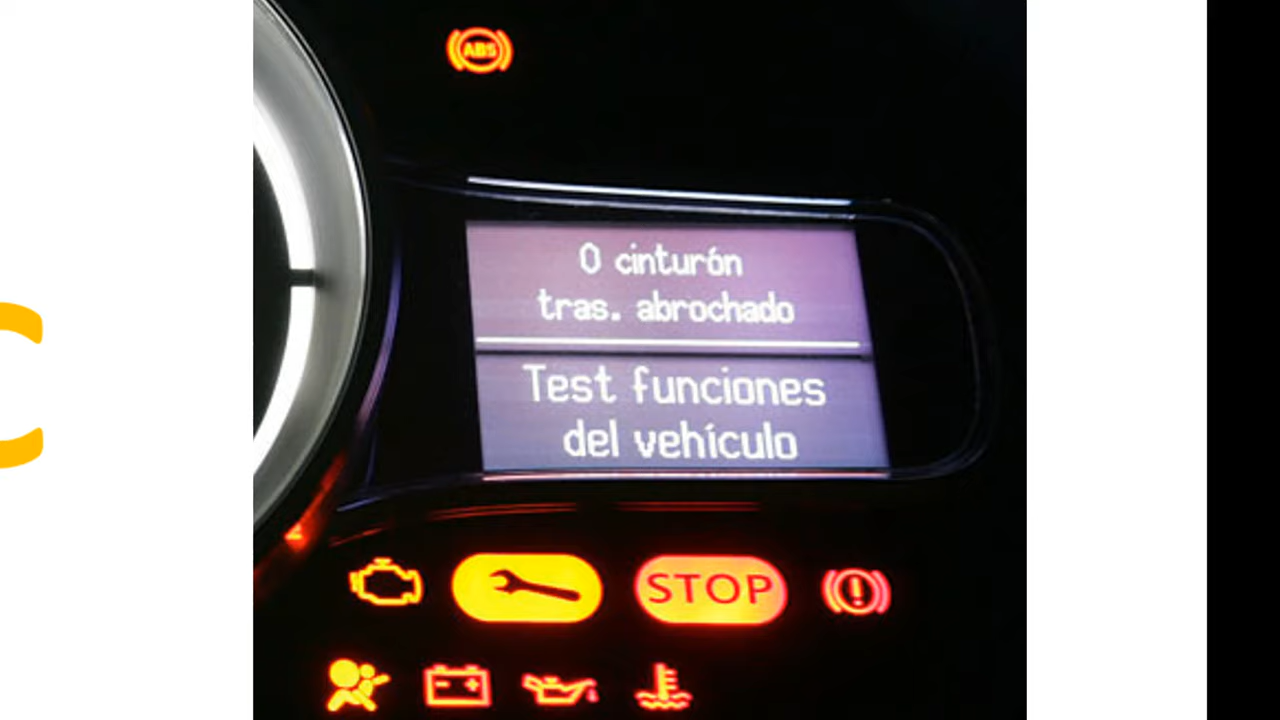 ABS
0 cinturón
tras. abrochado
Test funciones
del vehículo
STOP